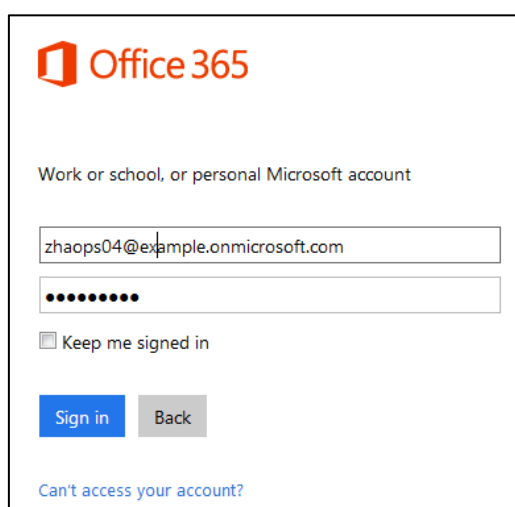 Office 365
Work or school, or personal Microsoft account
zhaops04@example.onmicrosoft.com
•••••••••
Keep me signed in
Sign in Back
Can't access your account?